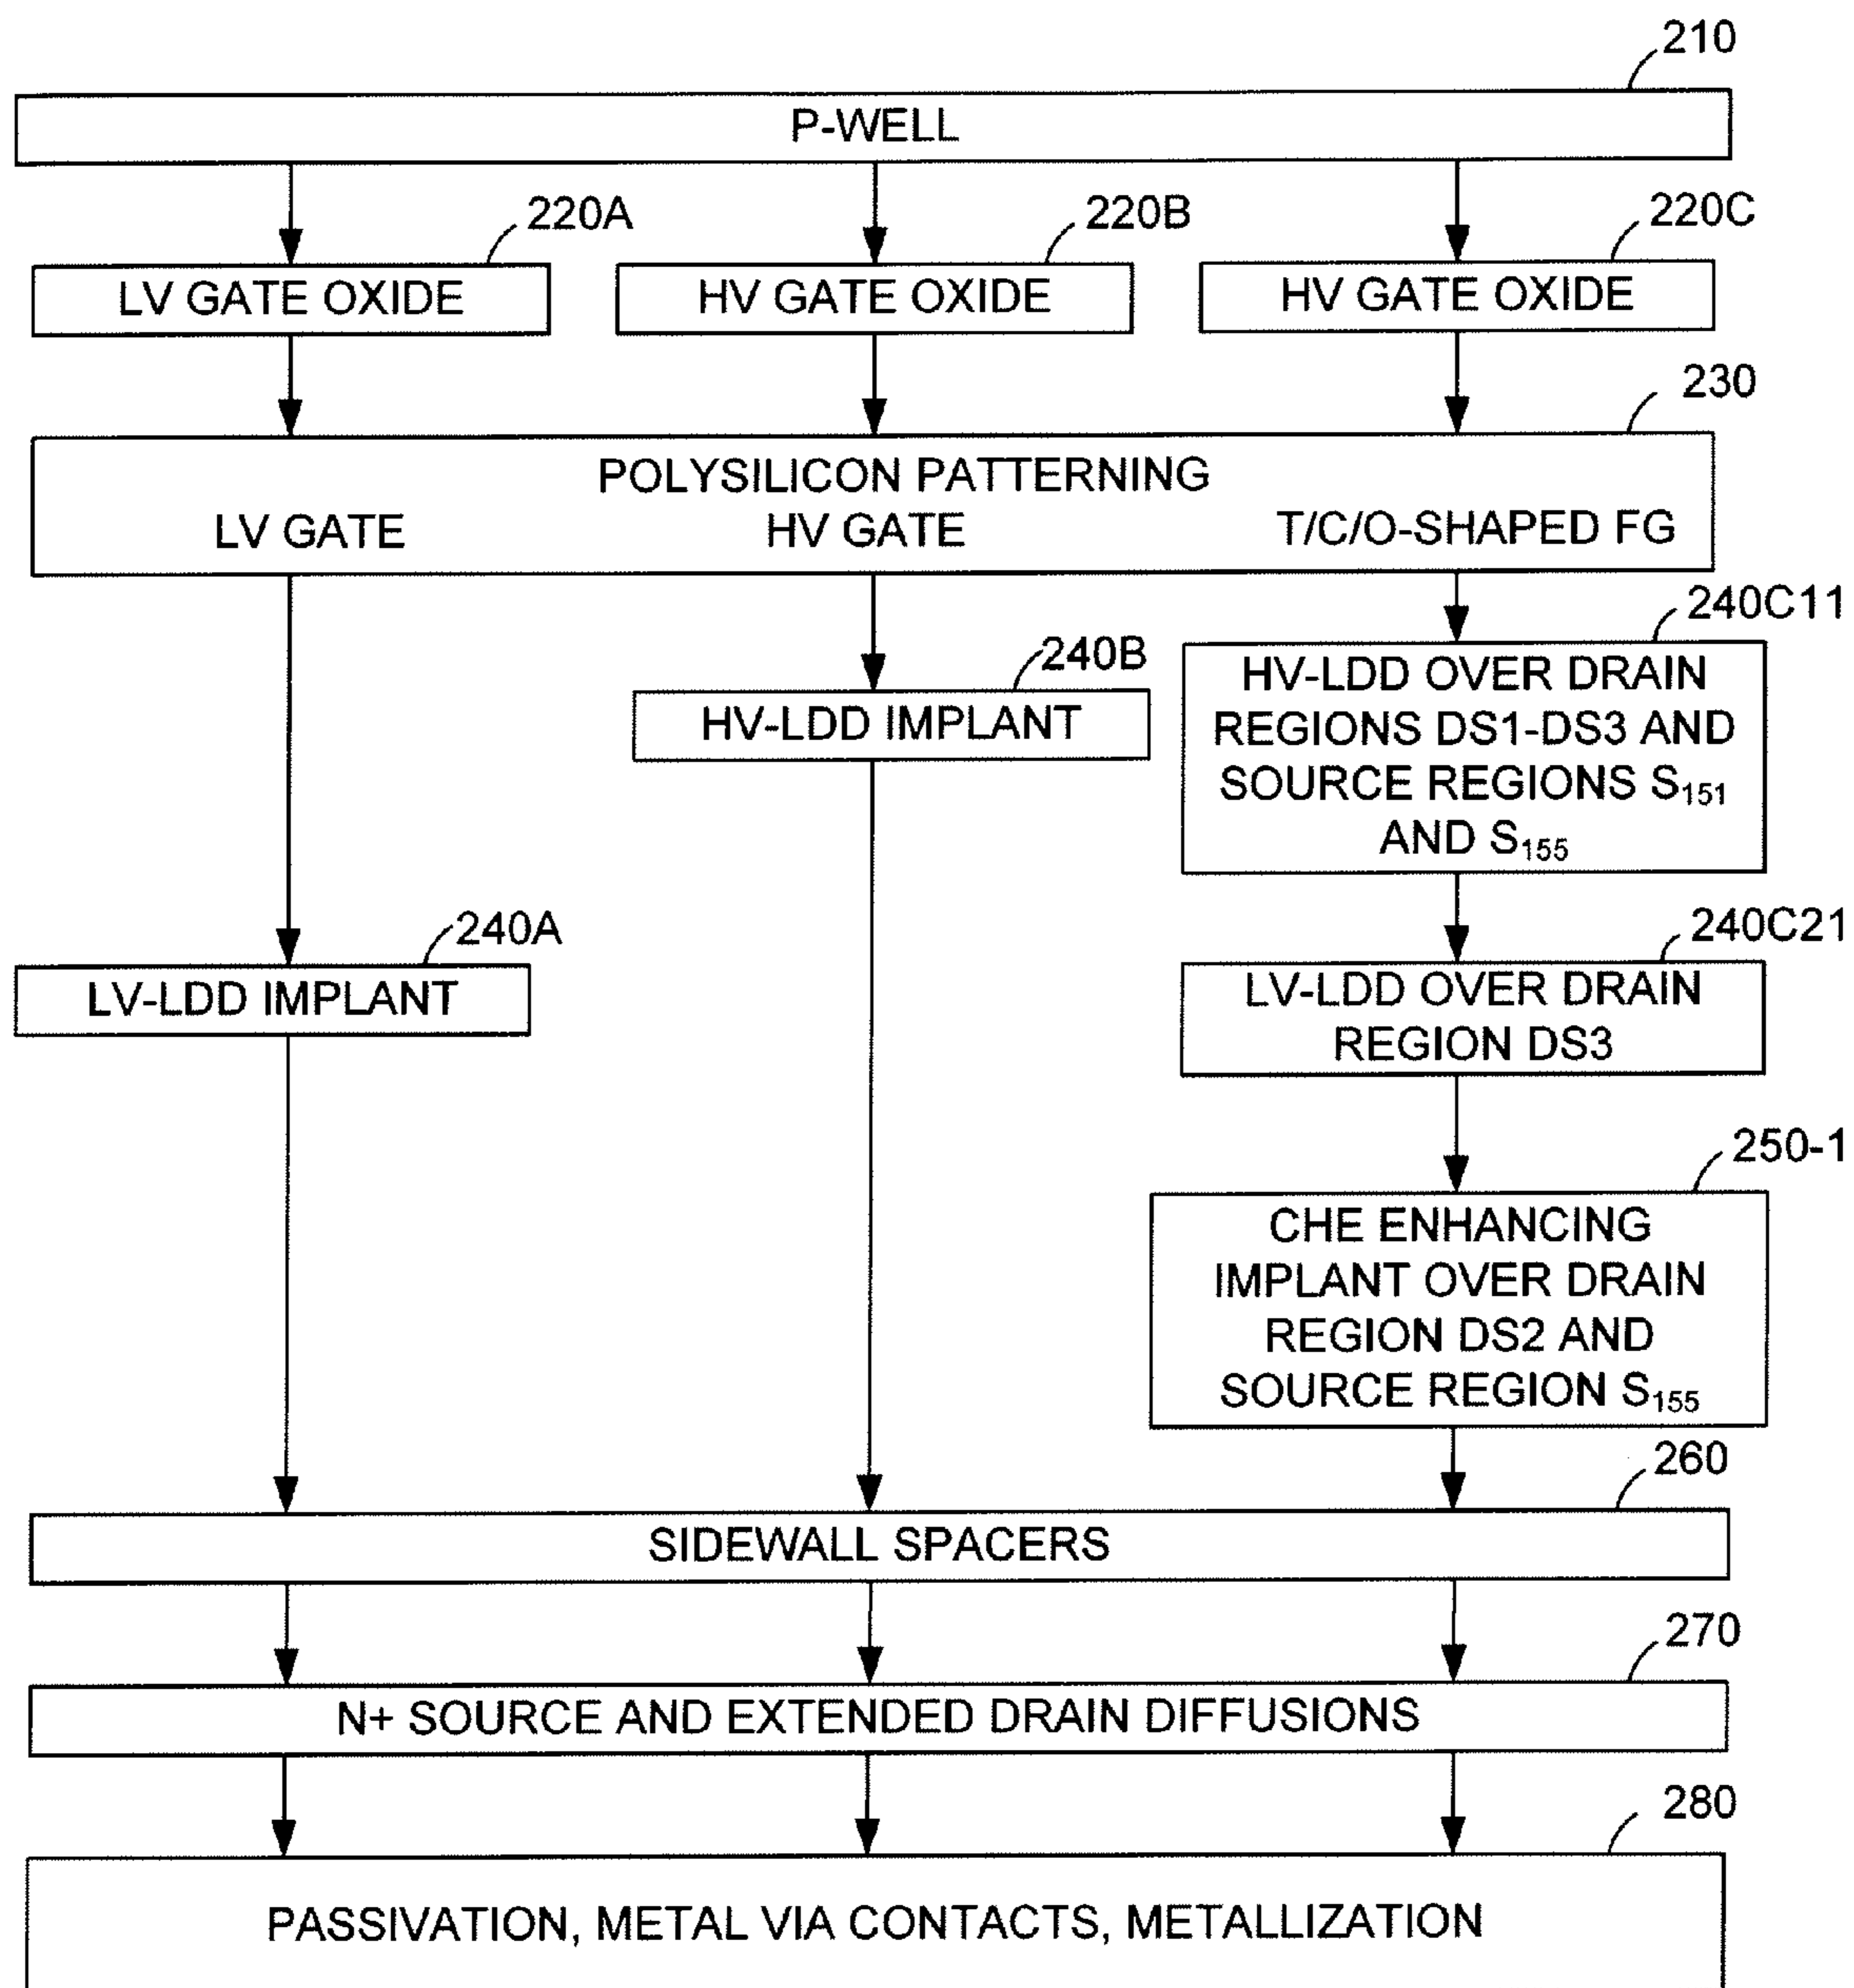 210
P-WELL
220A
220B
220C
LV GATE OXIDE
HV GATE OXIDE
HV GATE OXIDE
230
POLYSILICON PATTERNING
LV GATE
HV GATE
T/C/O-SHAPED FG
240C11
HV-LDD OVER DRAIN
REGIONS DS1-DS3 AND
SOURCE REGIONS S151
AND S155
240B
HV-LDD IMPLANT
240A
LV-LDD IMPLANT
240C21
LV-LDD OVER DRAIN
REGION DS3
250-1
CHE ENHANCING
IMPLANT OVER DRAIN
REGION DS2 AND
SOURCE REGION S155
260
SIDEWALL SPACERS
270
N+ SOURCE AND EXTENDED DRAIN DIFFUSIONS
280
PASSIVATION, METAL VIA CONTACTS, METALLIZATION